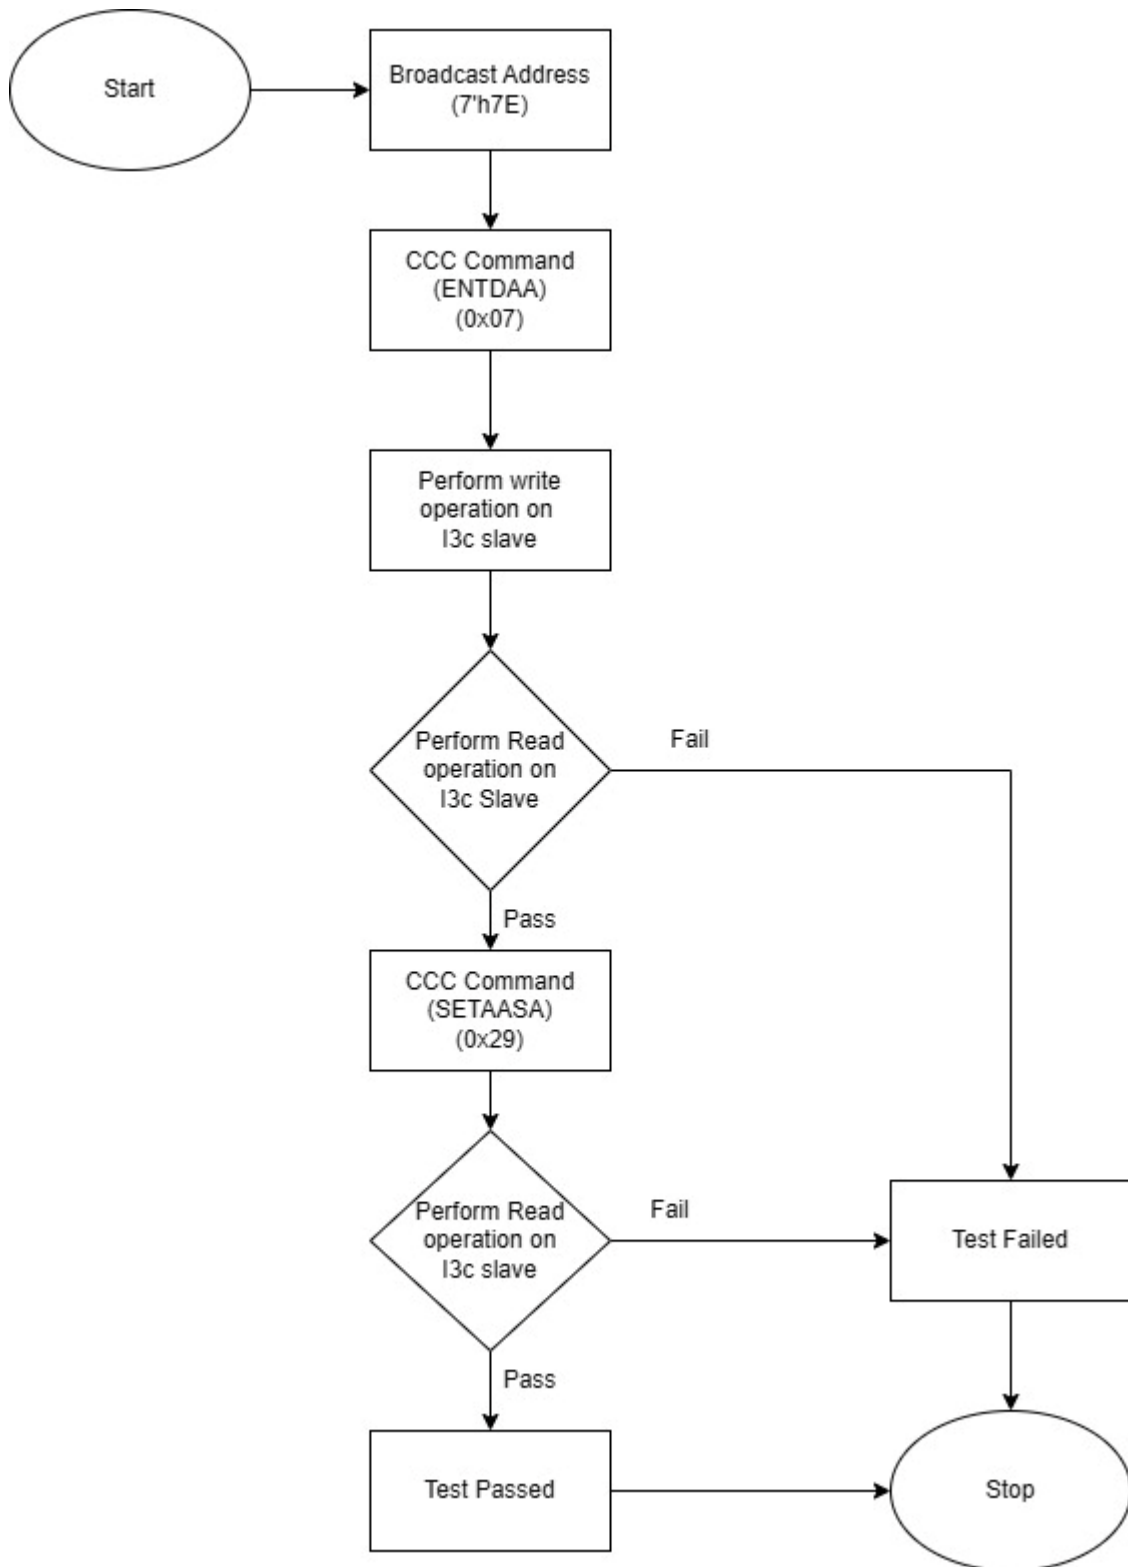 Start
Broadcast Address
(7'h7E)
CCC Command
(ENTDAA)
(0x07)
Perform write
operation on
I3c slave
Perform Read
operation on
I3c Slave
Fail
Pass
CCC Command
(SETAASA)
(0x29)
Perform Read
operation on
I3c slave
Fail
Test Failed
Pass
Test Passed
Stop